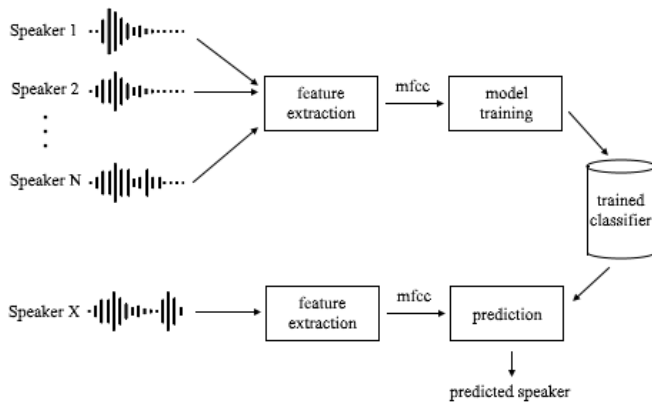 Speaker 1
Speaker 2
Speaker N
feature
extraction
mfcc
model
training
trained
classifier
Speaker X
feature
extraction
mfcc
prediction
predicted speaker